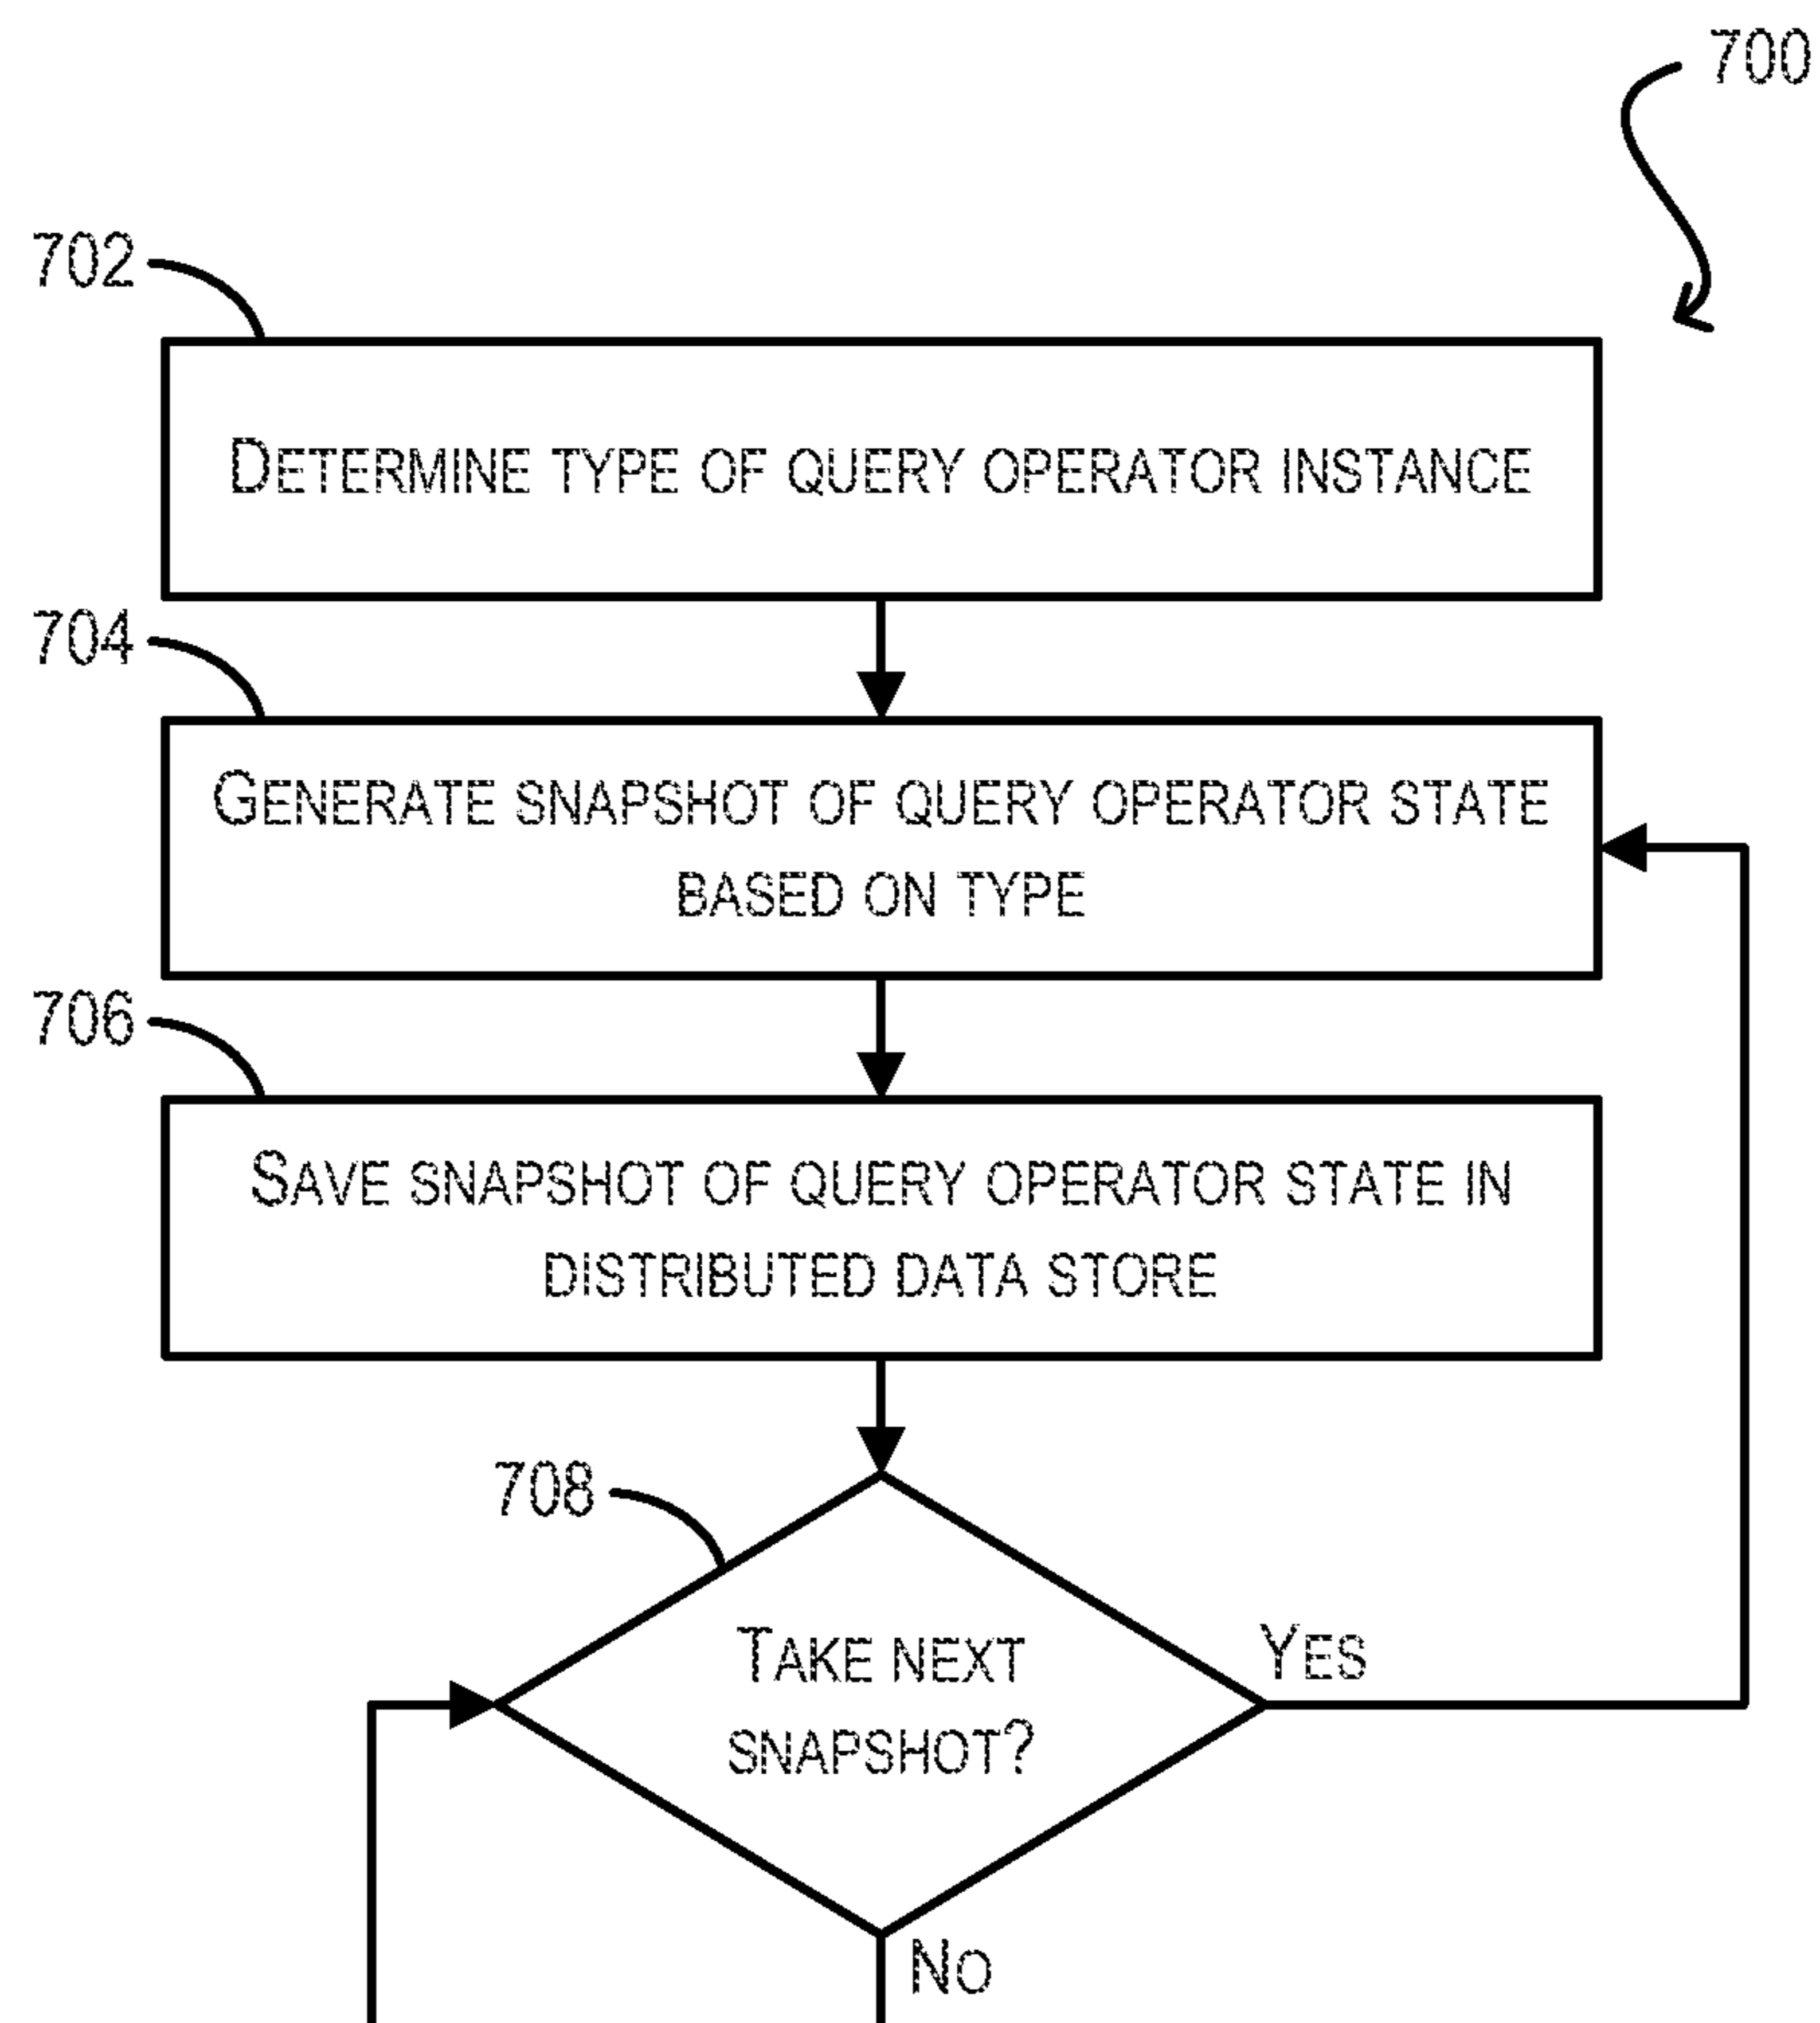 700
702
DETERMINE TYPE OF QUERY OPERATOR INSTANCE
704
GENERATE SNAPSHOT OF QUERY OPERATOR STATE
BASED ON TYPE
706
SAVE SNAPSHOT OF QUERY OPERATOR STATE IN
DISTRIBUTED DATA STORE
708
TAKE NEXT
SNAPSHOT?
YES
NO